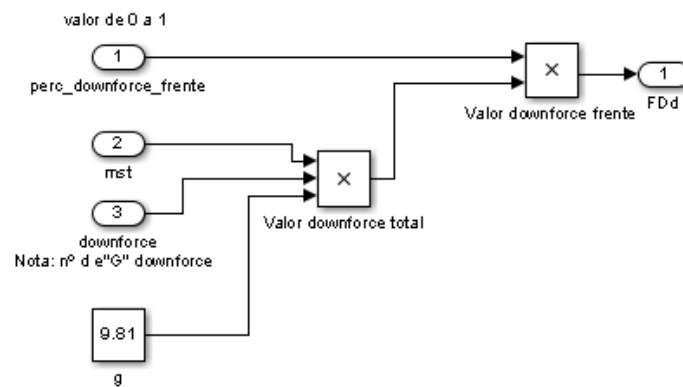 valor de 0 a 1
1
perc_downforce_frente
×
Valor downforce frente
1
FDd
2
mst
3
downforce
Nota: nº d e"G" downforce
×
Valor downforce total
9.81
g